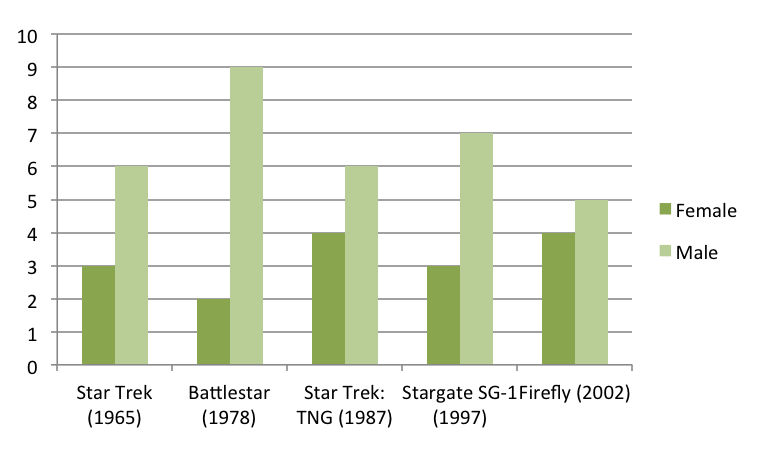 10
9
8
7
6
5
4
3
2
1
0
Female
Male
Star Trek Battlestar Star Trek: Stargate SG-1 Firefly (2002)
(1965) (1978) TNG (1987) (1997)